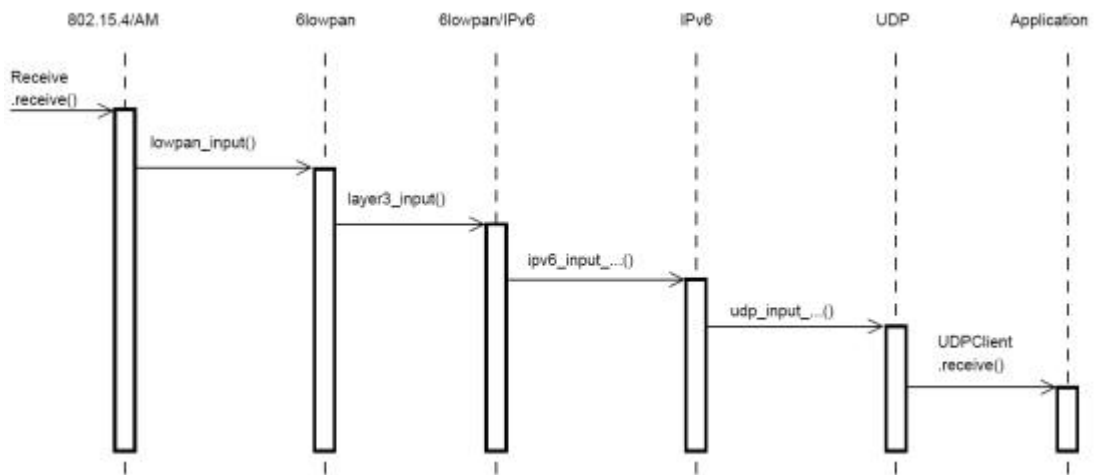 802.15.4/AM 6lowpan 6lowpan/IPv6 IPv6 UDP Application
Receive
.receive()
lowpan_input()
layer3_input()
ipv6_input_...()
udp_input_...()
UDPClient
.receive()